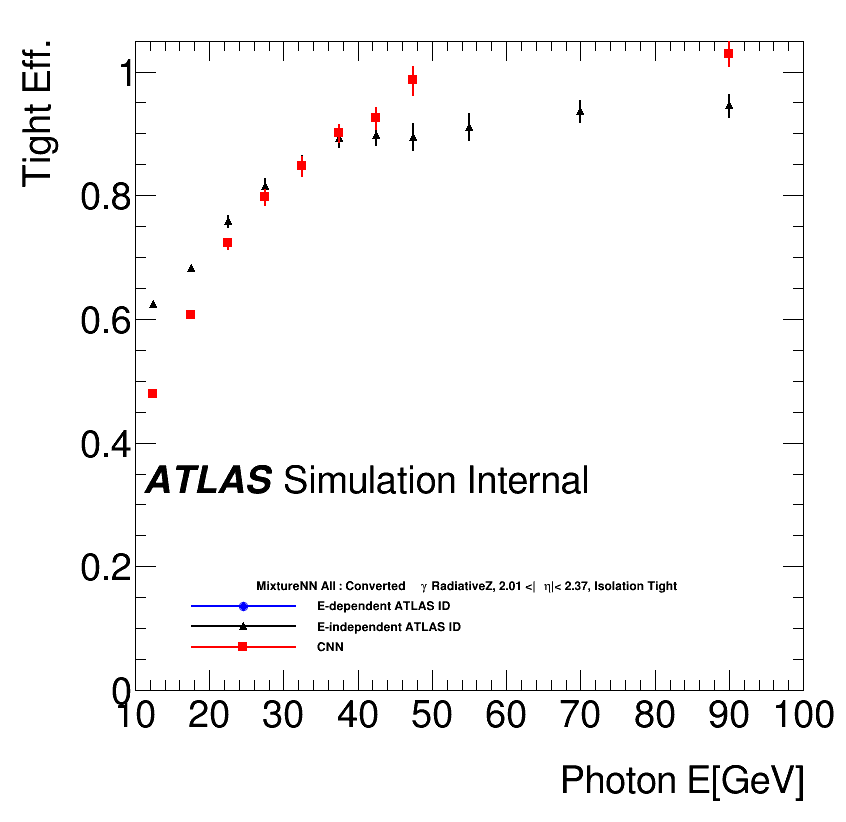 Tight Eff.
1
0.8
0.6
0.4
0.2
0
ATLAS Simulation Internal
MixtureNN All : Converted γ RadiativeZ, 2.01 <| η|< 2.37, Isolation Tight
E-dependent ATLAS ID
E-independent ATLAS ID
CNN
10 20 30 40 50 60 70 80 90 100
Photon E[GeV]